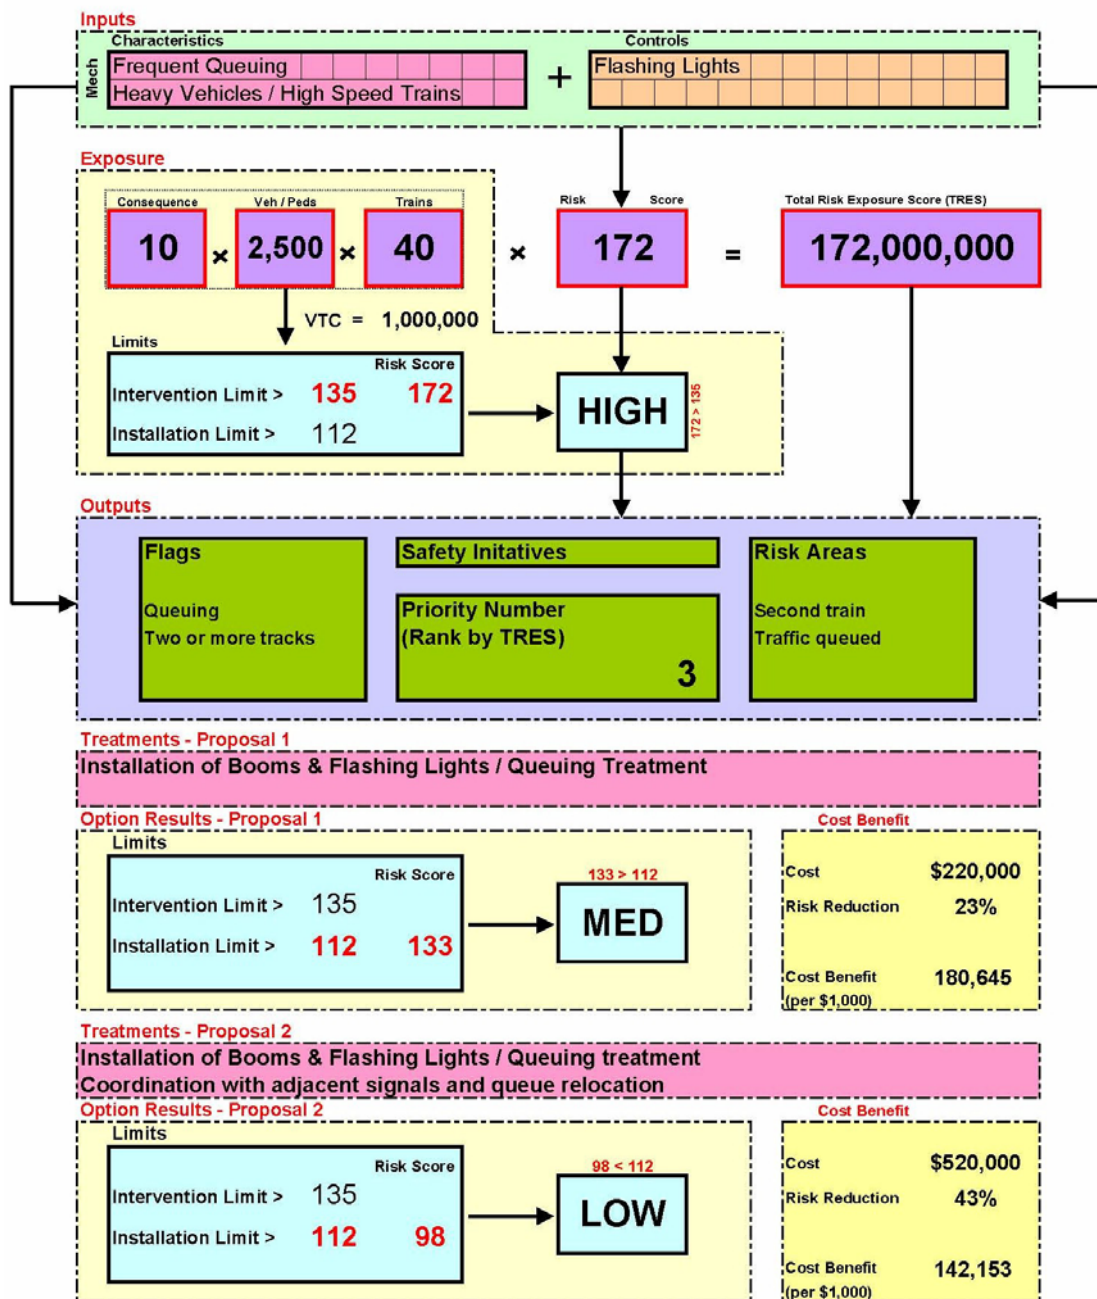 Inputs
Characteristics
Controls
Mech
Frequent Queuing
Heavy Vehicles / High Speed Trains
+
Flashing Lights
Exposure
Consequence
Veh / Peds
Trains
Risk Score
Total Risk Exposure Score (TRES)
10 × 2,500 × 40 × 172 = 172,000,000
VTC = 1,000,000
Limits
Risk Score
Intervention Limit > 135 172
Installation Limit > 112
HIGH
172 > 135
Outputs
Flags
Queuing
Two or more tracks
Safety Initatives
Priority Number
(Rank by TRES)
3
Risk Areas
Second train
Traffic queued
Treatments - Proposal 1
Installation of Booms & Flashing Lights / Queuing Treatment
Option Results - Proposal 1
Limits
Risk Score
Intervention Limit > 135
Installation Limit > 112 133
133 > 112
MED
Cost Benefit
Cost $220,000
Risk Reduction 23%
Cost Benefit 180,645
(per $1,000)
Treatments - Proposal 2
Installation of Booms & Flashing Lights / Queuing treatment
Coordination with adjacent signals and queue relocation
Option Results - Proposal 2
Limits
Risk Score
Intervention Limit > 135
Installation Limit > 112 98
98 < 112
LOW
Cost Benefit
Cost $520,000
Risk Reduction 43%
Cost Benefit 142,153
(per $1,000)